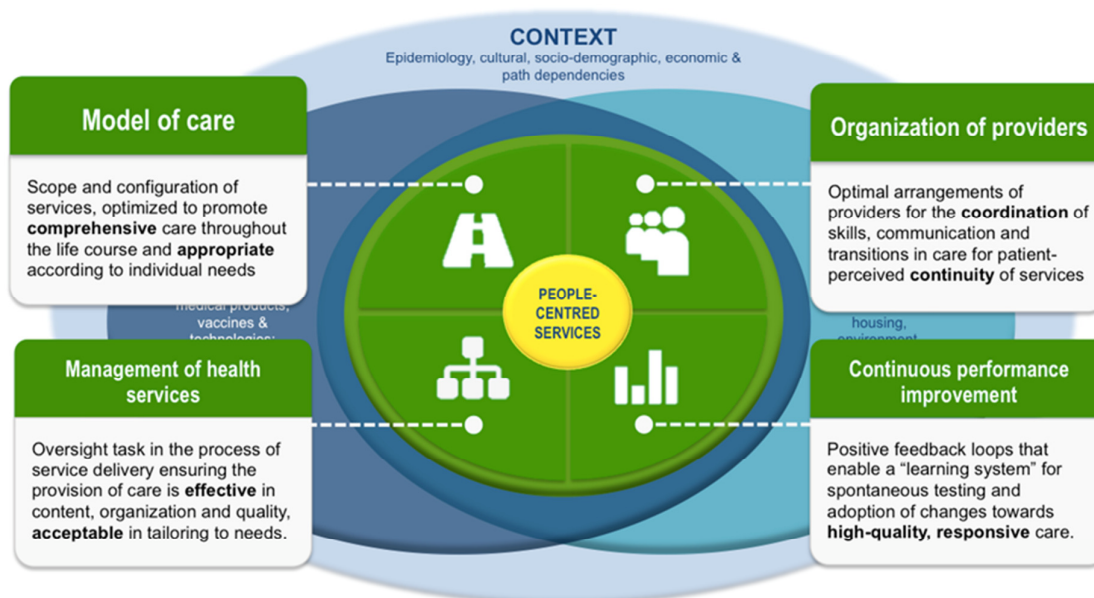 CONTEXT
Epidemiology, cultural, socio-demographic, economic &
path dependencies
Model of care
Scope and configuration of
services, optimized to promote
comprehensive care throughout
the life course and appropriate
according to individual needs
Organization of providers
Optimal arrangements of
providers for the coordination of
skills, communication and
transitions in care for patient-
perceived continuity of services
PEOPLE-
CENTRED
SERVICES
medical products,
vaccines &
technologies;
housing,
environment
Management of health
services
Oversight task in the process of
service delivery ensuring the
provision of care is effective in
content, organization and quality,
acceptable in tailoring to needs.
Continuous performance
improvement
Positive feedback loops that
enable a “learning system” for
spontaneous testing and
adoption of changes towards
high-quality, responsive care.